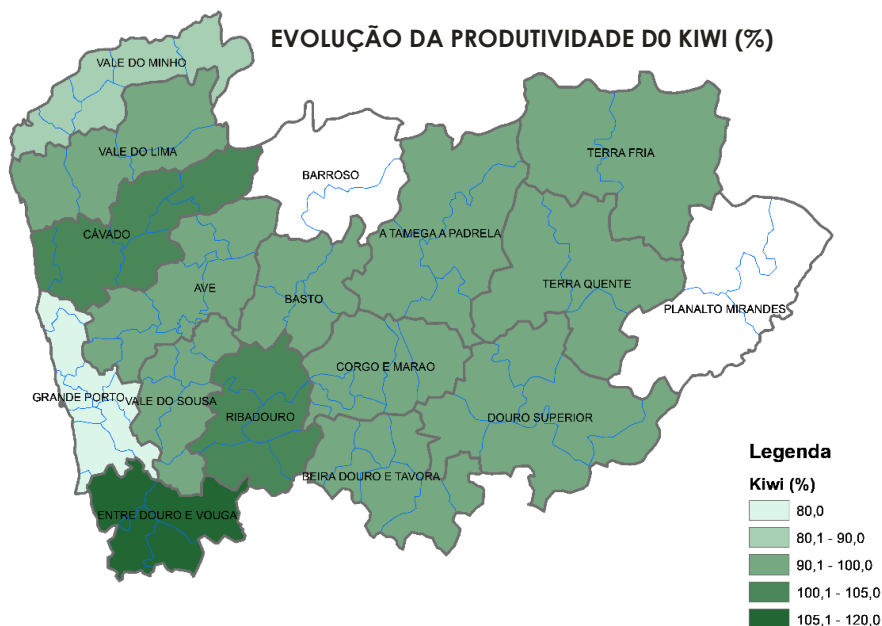 EVOLUÇÃO DA PRODUTIVIDADE D0 KIWI (%)
VALE DO MINHO
VALE DO LIMA
TERRA FRIA
BARROSO
CÁVADO
A TAMEGA A PADRELA
AVE
BASTO
TERRA QUENTE
PLANALTO MIRANDES
CORGO E MARAO
GRANDE PORTO
VALE DO SOUSA
RIBADOURO
DOURO SUPERIOR
BEIRA DOURO E TAVORA
ENTRE DOURO E VOUGA
Legenda
Kiwi (%)
80,0
80,1 - 90,0
90,1 - 100,0
100,1 - 105,0
105,1 - 120,0